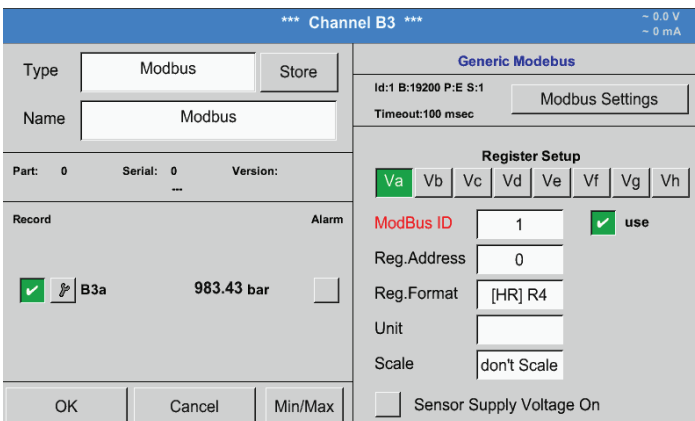 *** Channel B3 ***
~ 0.0 V
~ 0 mA
Type
Modbus
Store
Name
Modbus
Part: 0 Serial: 0 Version:
---
Record Alarm
B3a 983.43 bar
OK Cancel Min/Max
Generic Modebus
Id:1 B:19200 P:E S:1
Timeout:100 msec
Modbus Settings
Register Setup
Va Vb Vc Vd Ve Vf Vg Vh
ModBus ID 1 use
Reg.Address 0
Reg.Format [HR] R4
Unit
Scale don't Scale
Sensor Supply Voltage On